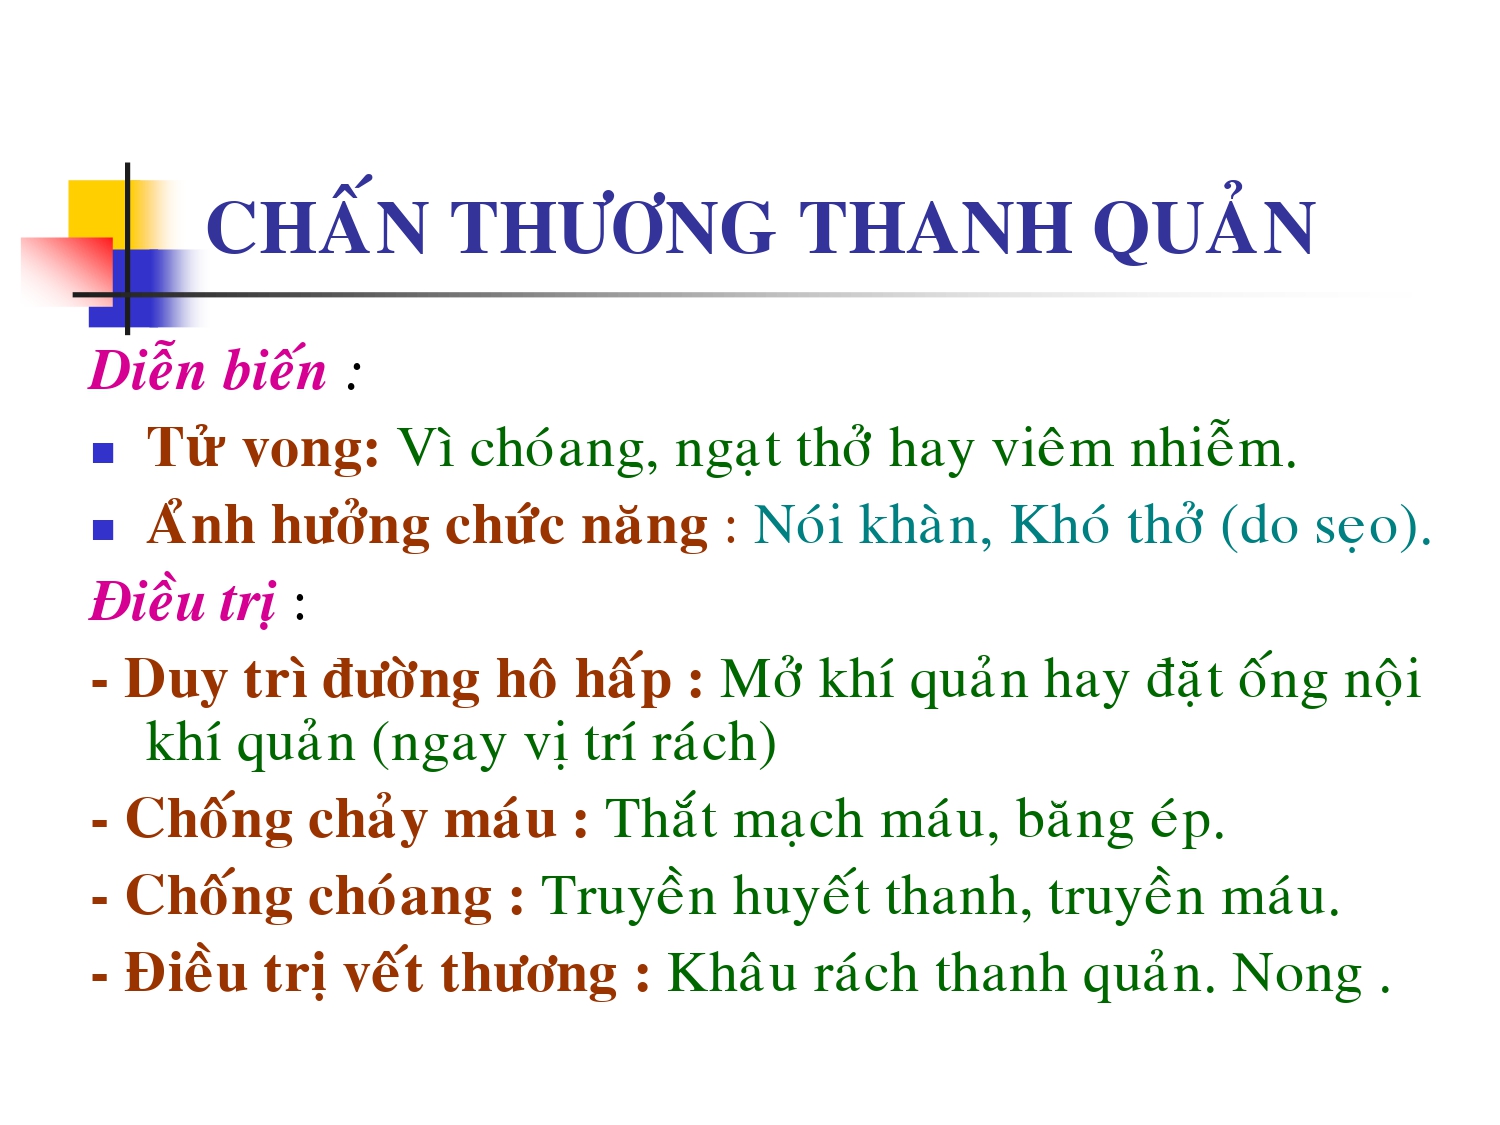 CHẤN THƯƠNG THANH QUẢN
Diễn biến :
Tử vong: Vì chóang, ngạt thở hay viêm nhiễm.
Ảnh hưởng chức năng : Nói khàn, Khó thở (do sẹo).
Điều trị :
- Duy trì đường hô hấp : Mở khí quản hay đặt ống nội
khí quản (ngay vị trí rách)
- Chống chảy máu : Thắt mạch máu, băng ép.
- Chống chóang : Truyền huyết thanh, truyền máu.
- Điều trị vết thương : Khâu rách thanh quản. Nong .